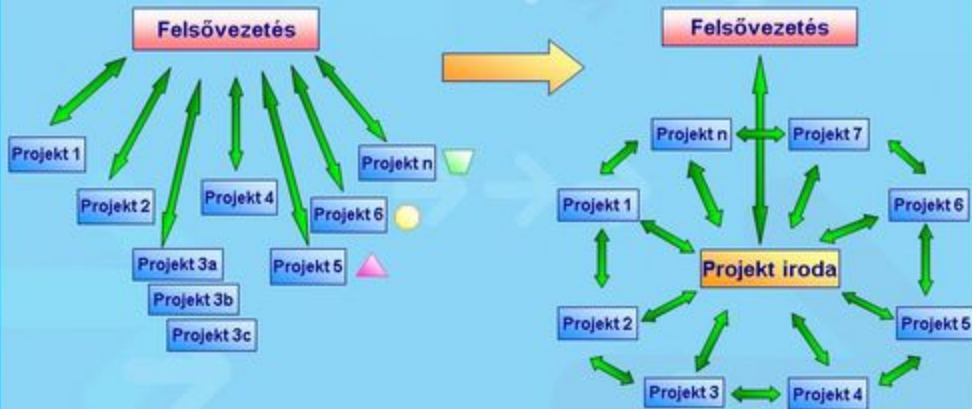 Felsővezetés
Projekt 1
Projekt 2
Projekt 3a
Projekt 3b
Projekt 3c
Projekt 4
Projekt 5
Projekt 6
Projekt n
Felsővezetés
Projekt n
Projekt 7
Projekt 1
Projekt 6
Projekt iroda
Projekt 2
Projekt 5
Projekt 3
Projekt 4